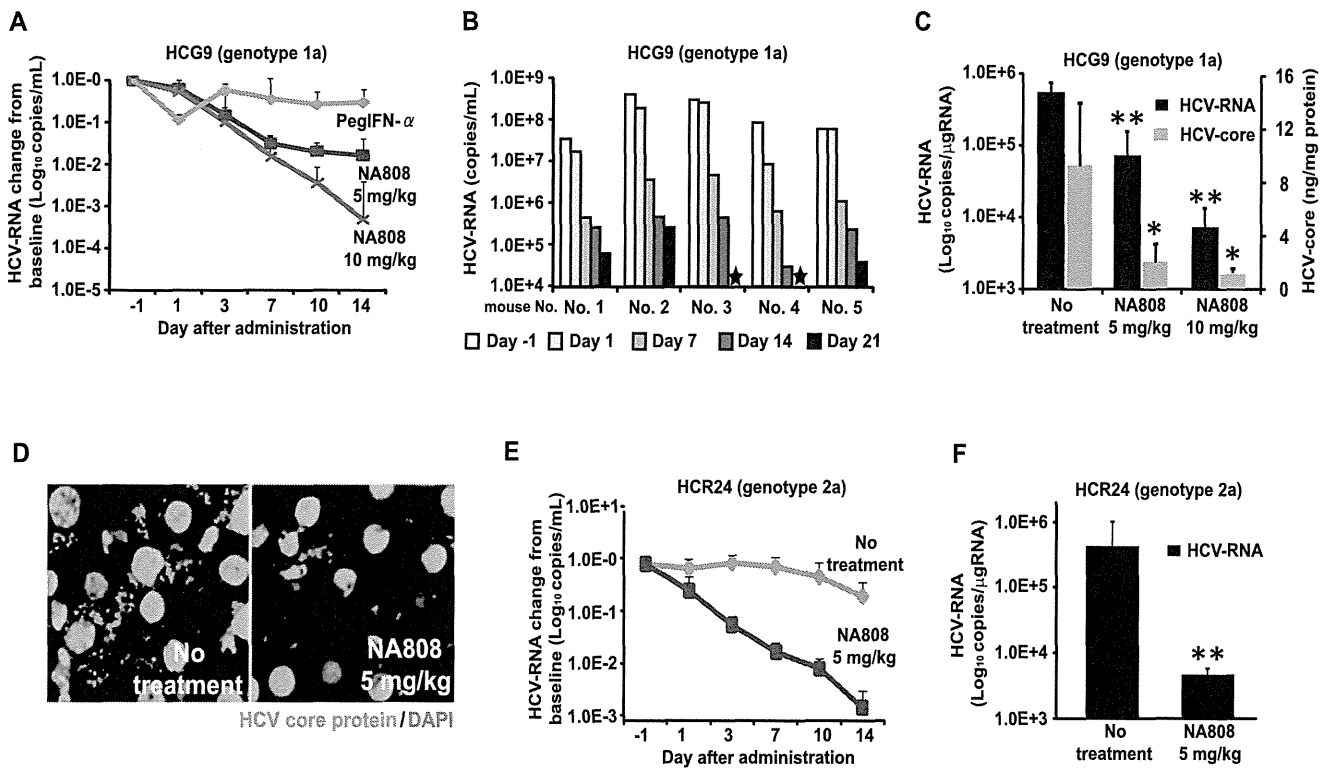 A
HCG9 (genotype 1a)
HCV-RNA change from
baseline (Log10 copies/mL)
1.0E-0
1.0E-1
1.0E-2
1.0E-3
1.0E-4
1.0E-5
PegIFN-α
NA808
5 mg/kg
NA808
10 mg/kg
-1 1 3 7 10 14
Day after administration
B
HCG9 (genotype 1a)
HCV-RNA (copies/mL)
1.0E+9
1.0E+8
1.0E+7
1.0E+6
1.0E+5
1.0E+4
★ ★
mouse No. No. 1 No. 2 No. 3 No. 4 No. 5
Day -1 Day 1 Day 7 Day 14 Day 21
C
HCG9 (genotype 1a)
HCV-RNA
(Log10 copies/μgRNA)
1.0E+6
1.0E+5
1.0E+4
1.0E+3
HCV-RNA
HCV-core
**
*
**
*
16
12
8
4
0
HCV-core (ng/mg protein)
No
treatment
NA808
5 mg/kg
NA808
10 mg/kg
D
No
treatment
NA808
5 mg/kg
HCV core protein/DAPI
E
HCR24 (genotype 2a)
HCV-RNA change from
baseline (Log10 copies/mL)
1.0E+1
1.0E-0
1.0E-1
1.0E-2
1.0E-3
No
treatment
NA808
5 mg/kg
-1 1 3 7 10 14
Day after administration
F
HCR24 (genotype 2a)
HCV-RNA
(Log10 copies/μgRNA)
1.0E+6
1.0E+5
1.0E+4
1.0E+3
HCV-RNA
**
No
treatment
NA808
5 mg/kg